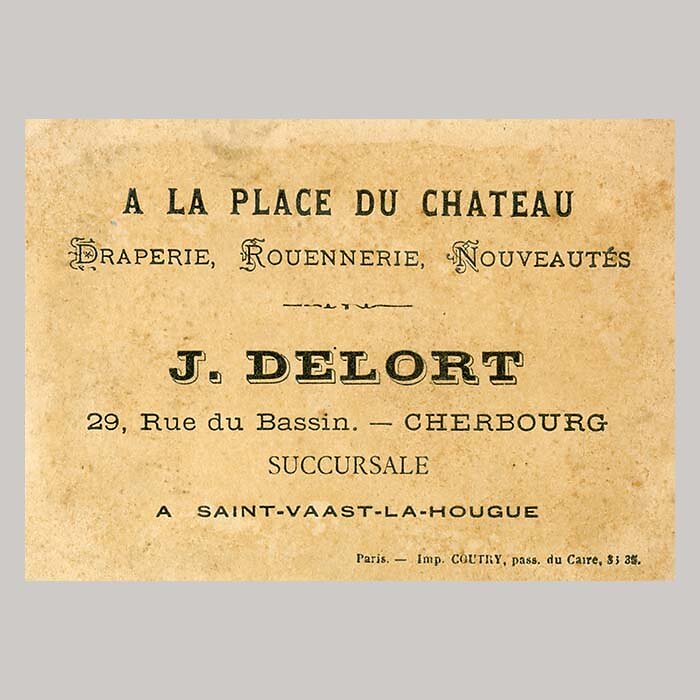 A LA PLACE DU CHATEAU
DRAPERIE, ROUENNERIE, NOUVEAUTÉS
J. DELORT
29, Rue du Bassin. — CHERBOURG
SUCCURSALE
A SAINT-VAAST-LA-HOUGUE
Paris. — Imp. COUTRY, pass. du Caire,